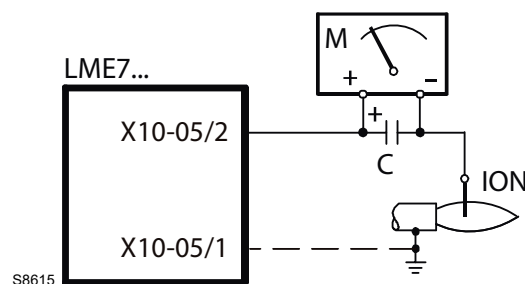 M
+ −
LME7...
X10-05/2
+
C
ION
X10-05/1
S8615